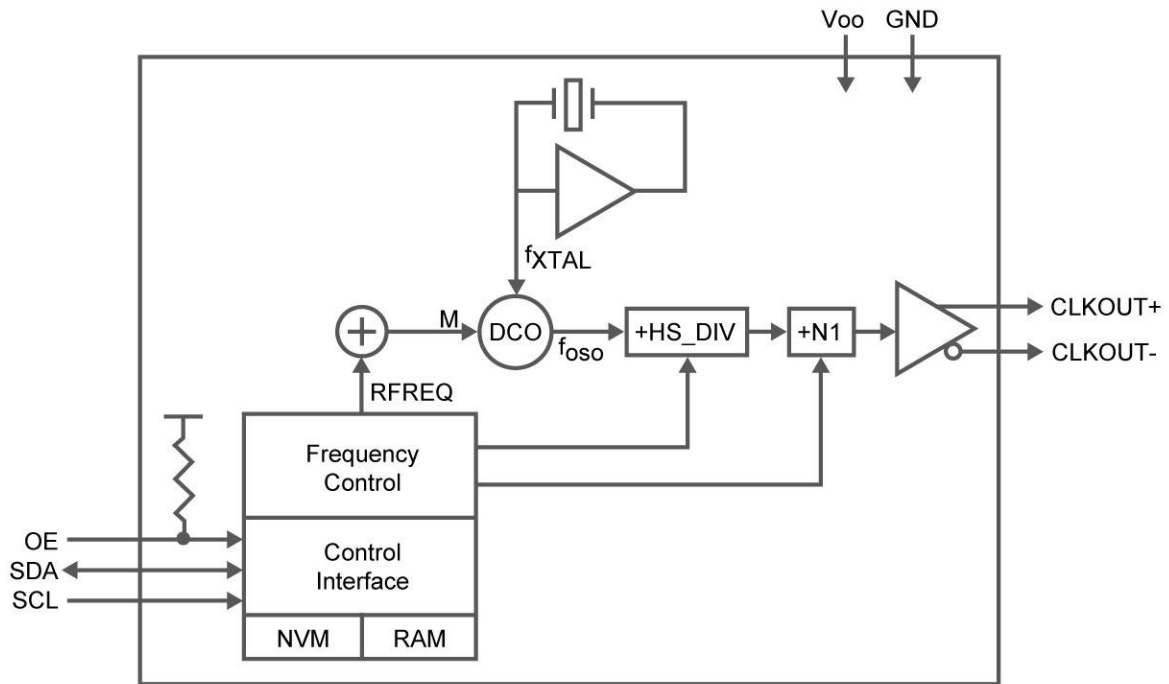 Voo
GND
fXTAL
M
DCO
foso
+HS_DIV
+N1
CLKOUT+
CLKOUT-
+
RFREQ
Frequency
Control
OE
SDA
SCL
Control
Interface
NVM
RAM